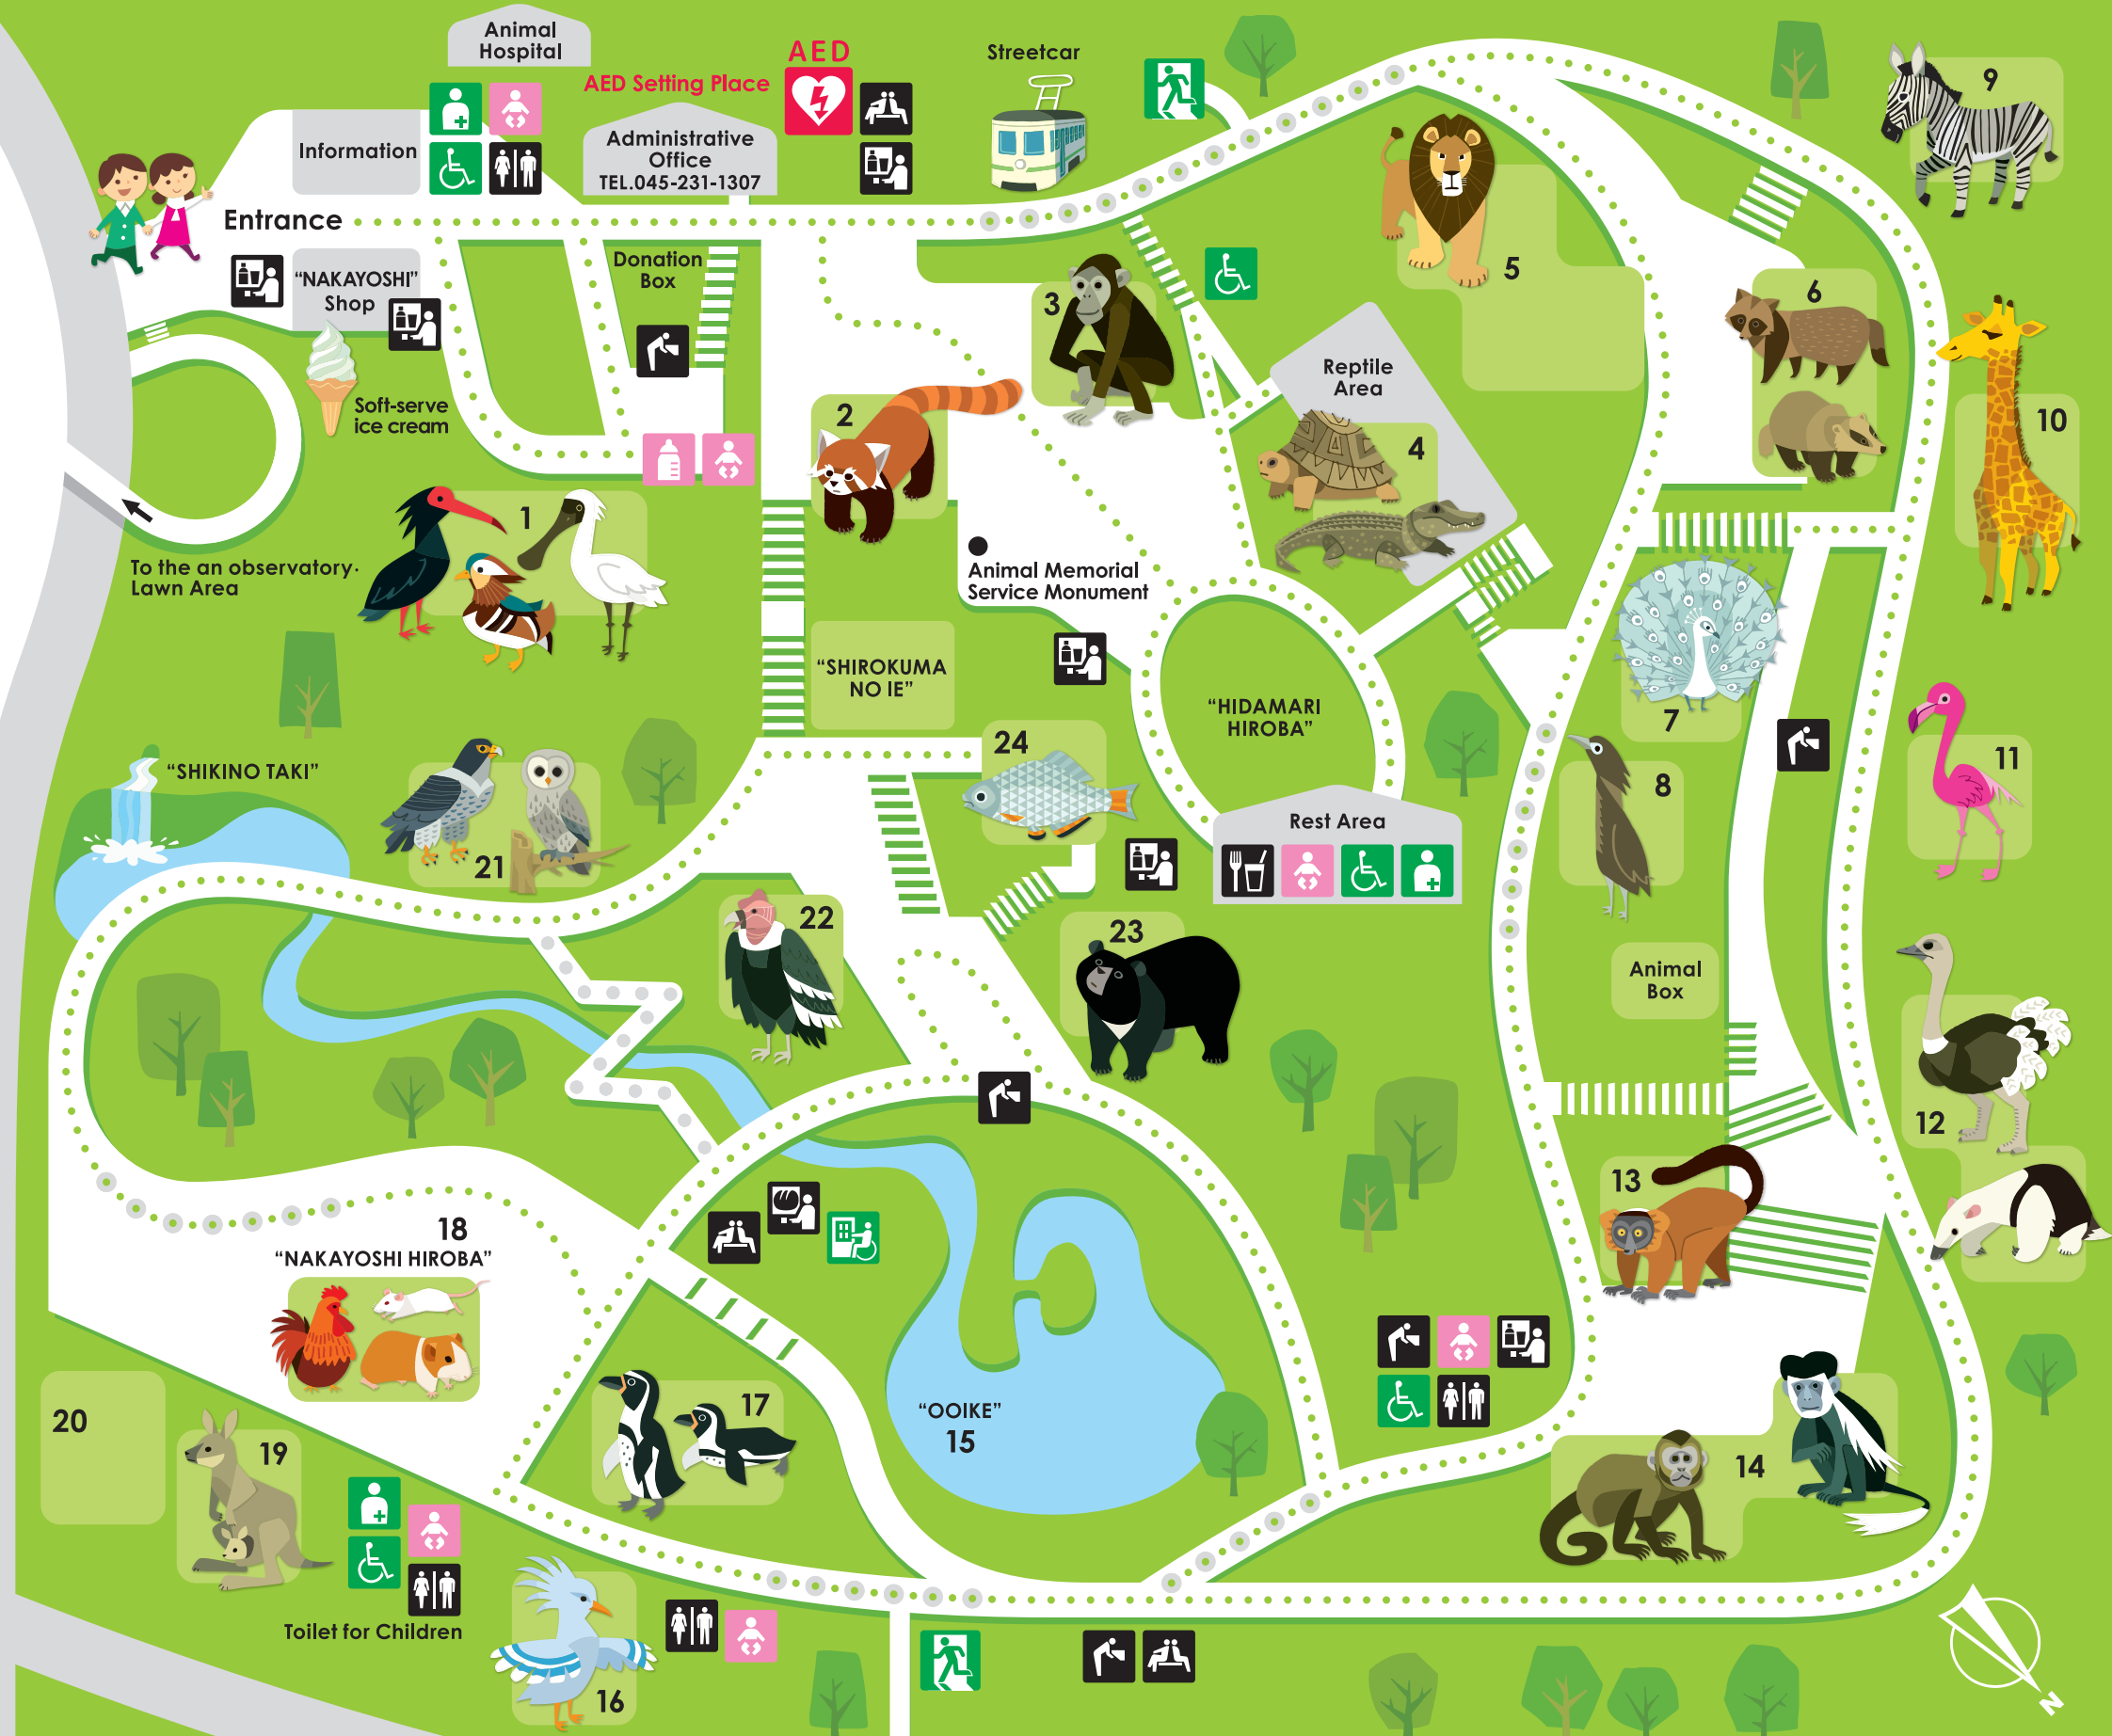 Animal
Hospital
AED
AED Setting Place
Streetcar
Information
Administrative
Office
TEL.045-231-1307
Entrance
"NAKAYOSHI"
Shop
Donation
Box
Soft-serve
ice cream
1
2
3
Reptile
Area
4
5
6
9
10
To the an observatory·
Lawn Area
Animal Memorial
Service Monument
"SHIROKUMA
NO IE"
"HIDAMARI
HIROBA"
7
8
11
"SHIKINO TAKI"
24
21
Rest Area
22
23
Animal
Box
12
13
18
"NAKAYOSHI HIROBA"
17
"OOIKE"
15
14
20
19
Toilet for Children
16
N